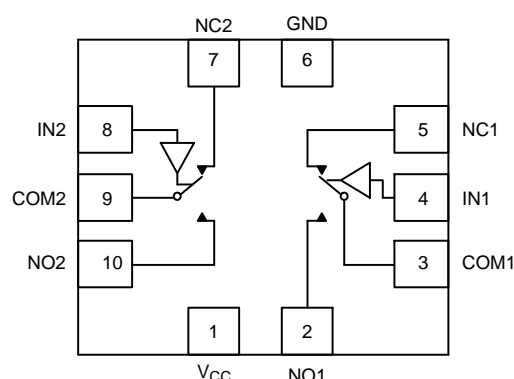 NC2 GND
7 6
IN2 8 5 NC1
COM2 9 4 IN1
NO2 10 3 COM1
1 2
VCC NO1